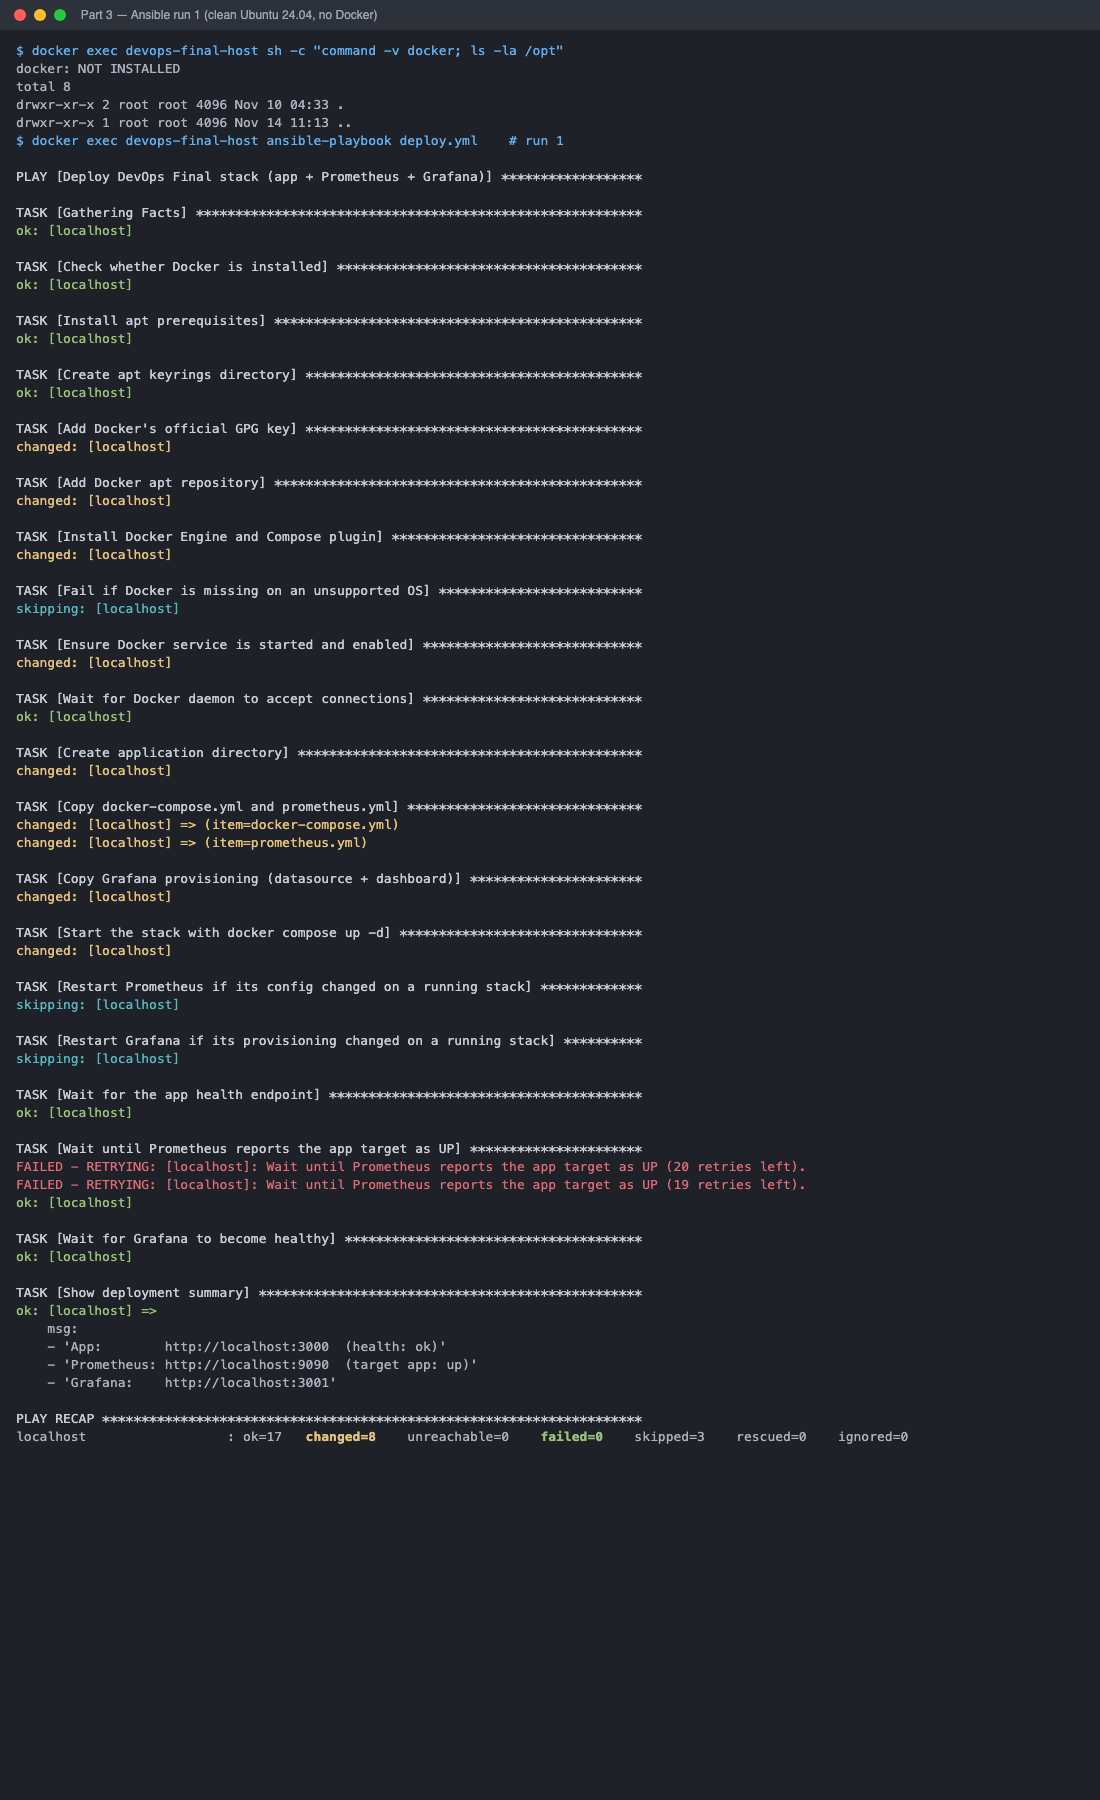 Part 3 — Ansible run 1 (clean Ubuntu 24.04, no Docker)
$ docker exec devops-final-host sh -c "command -v docker; ls -la /opt"
docker: NOT INSTALLED
total 8
drwxr-xr-x 2 root root 4096 Nov 10 04:33 .
drwxr-xr-x 1 root root 4096 Nov 14 11:13 ..
$ docker exec devops-final-host ansible-playbook deploy.yml    # run 1
PLAY [Deploy DevOps Final stack (app + Prometheus + Grafana)] ******************
TASK [Gathering Facts] *********************************************************
ok: [localhost]
TASK [Check whether Docker is installed] ***************************************
ok: [localhost]
TASK [Install apt prerequisites] ***********************************************
ok: [localhost]
TASK [Create apt keyrings directory] *******************************************
ok: [localhost]
TASK [Add Docker's official GPG key] *******************************************
changed: [localhost]
TASK [Add Docker apt repository] ***********************************************
changed: [localhost]
TASK [Install Docker Engine and Compose plugin] ********************************
changed: [localhost]
TASK [Fail if Docker is missing on an unsupported OS] **************************
skipping: [localhost]
TASK [Ensure Docker service is started and enabled] ****************************
changed: [localhost]
TASK [Wait for Docker daemon to accept connections] ****************************
ok: [localhost]
TASK [Create application directory] ********************************************
changed: [localhost]
TASK [Copy docker-compose.yml and prometheus.yml] ******************************
changed: [localhost] => (item=docker-compose.yml)
changed: [localhost] => (item=prometheus.yml)
TASK [Copy Grafana provisioning (datasource + dashboard)] **********************
changed: [localhost]
TASK [Start the stack with docker compose up -d] *******************************
changed: [localhost]
TASK [Restart Prometheus if its config changed on a running stack] *************
skipping: [localhost]
TASK [Restart Grafana if its provisioning changed on a running stack] **********
skipping: [localhost]
TASK [Wait for the app health endpoint] ****************************************
ok: [localhost]
TASK [Wait until Prometheus reports the app target as UP] **********************
FAILED - RETRYING: [localhost]: Wait until Prometheus reports the app target as UP (20 retries left).
FAILED - RETRYING: [localhost]: Wait until Prometheus reports the app target as UP (19 retries left).
ok: [localhost]
TASK [Wait for Grafana to become healthy] **************************************
ok: [localhost]
TASK [Show deployment summary] *************************************************
ok: [localhost] =>
    msg:
    - 'App:        http://localhost:3000  (health: ok)'
    - 'Prometheus: http://localhost:9090  (target app: up)'
    - 'Grafana:    http://localhost:3001'
PLAY RECAP *********************************************************************
localhost                  : ok=17   changed=8    unreachable=0    failed=0    skipped=3    rescued=0    ignored=0